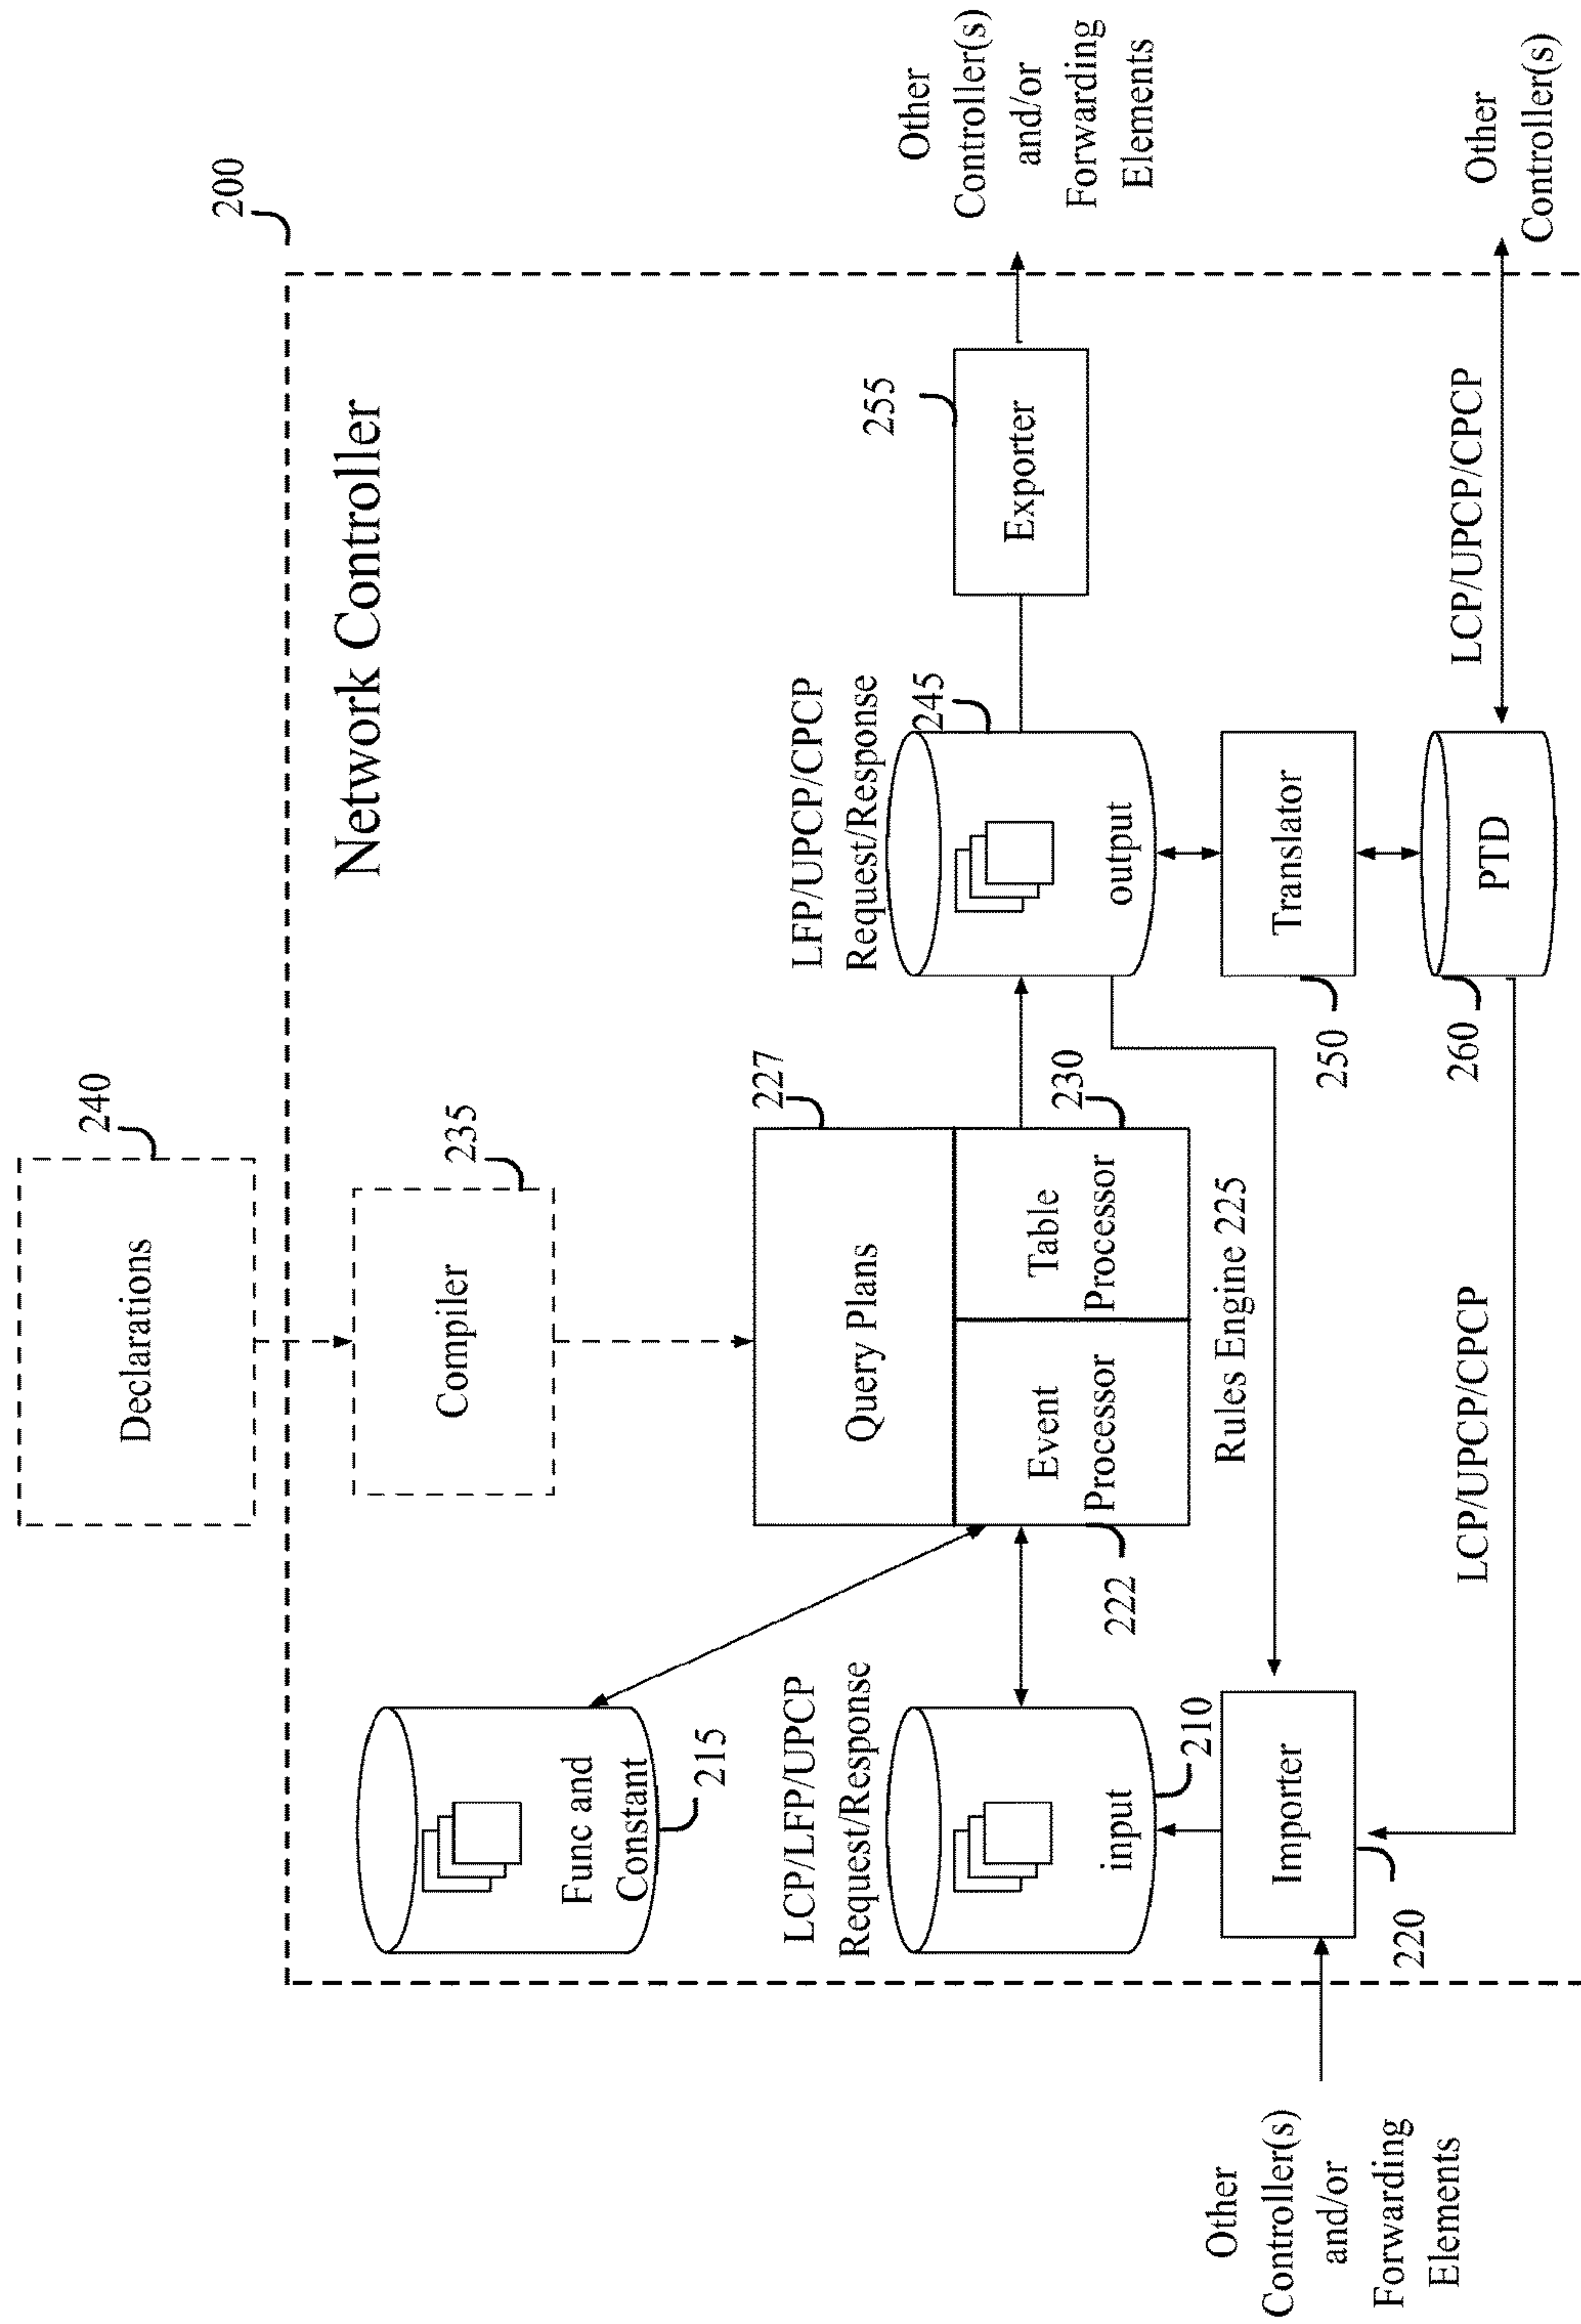 240
Declarations
200
Network Controller
235
Compiler
Func and
Constant
215
227
Query Plans
Event
Processor
Table
Processor
222
230
Rules Engine 225
LCP/LFP/UPCP
Request/Response
input
210
LFP/UPCP/CPCP
Request/Response
245
output
255
Exporter
Other
Controller(s)
and/or
Forwarding
Elements
Importer
220
Other
Controller(s)
and/or
Forwarding
Elements
Translator
250
PTD
260
LCP/UPCP/CPCP
LCP/UPCP/CPCP
Other
Controller(s)